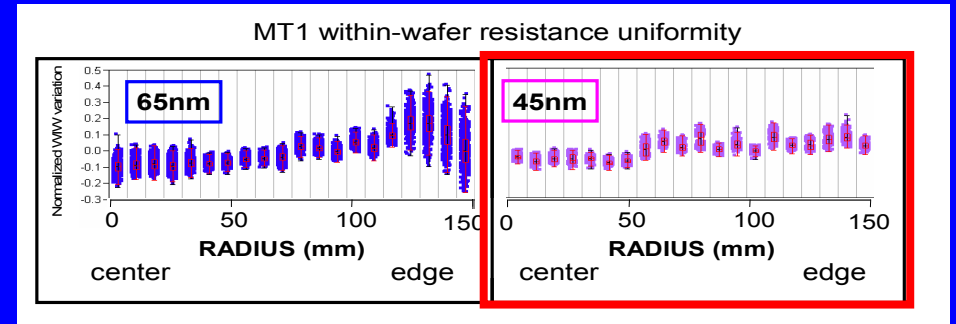 MT1 within-wafer resistance uniformity
Normalized WIW variation
0.5
0.4
0.3
0.2
0.1
0.0
-0.1
-0.2
-0.3
65nm
0 50 100 150
RADIUS (mm)
center edge
45nm
0 50 100 150
RADIUS (mm)
center edge